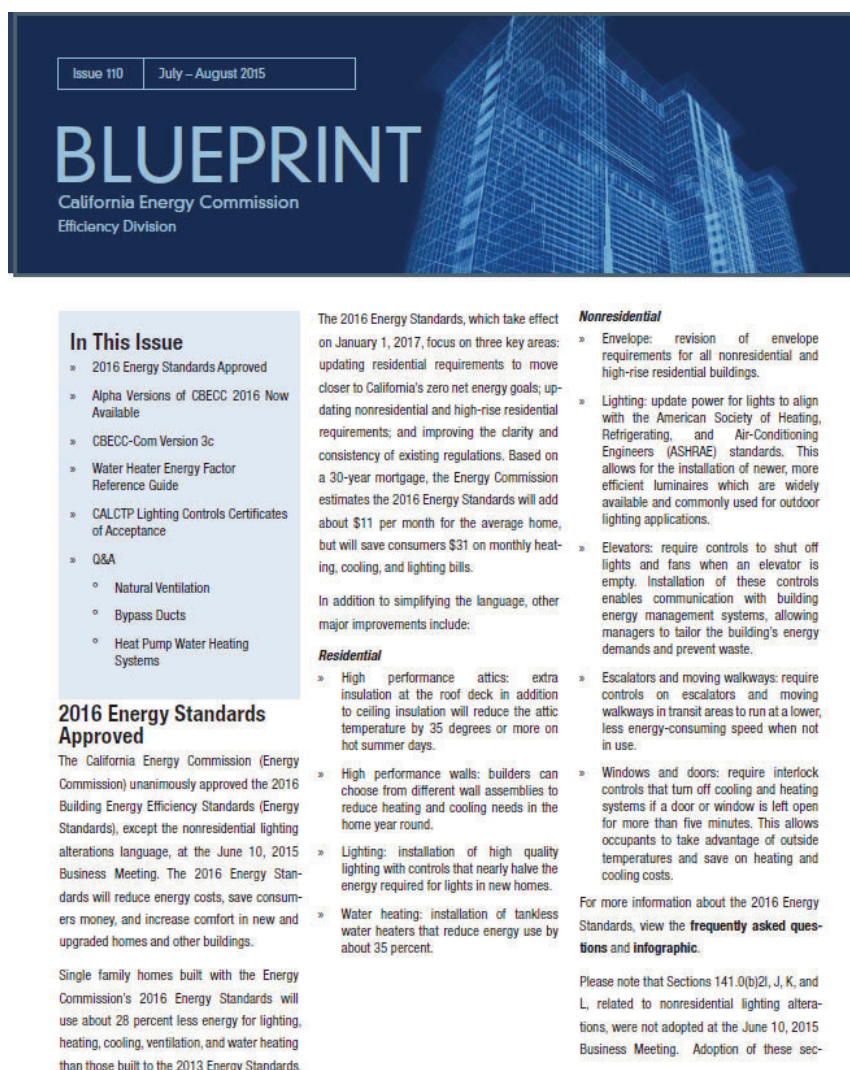 Issue 110
July – August 2015
BLUEPRINT
California Energy Commission
Efficiency Division
In This Issue
» 2016 Energy Standards Approved
» Alpha Versions of CBECC 2016 Now
Available
» CBECC-Com Version 3c
» Water Heater Energy Factor
Reference Guide
» CALCTP Lighting Controls Certificates
of Acceptance
» Q&A
° Natural Ventilation
° Bypass Ducts
° Heat Pump Water Heating
Systems
2016 Energy Standards
Approved
The California Energy Commission (Energy
Commission) unanimously approved the 2016
Building Energy Efficiency Standards (Energy
Standards), except the nonresidential lighting
alterations language, at the June 10, 2015
Business Meeting. The 2016 Energy Stan-
dards will reduce energy costs, save consum-
ers money, and increase comfort in new and
upgraded homes and other buildings.
Single family homes built with the Energy
Commission's 2016 Energy Standards will
use about 28 percent less energy for lighting,
heating, cooling, ventilation, and water heating
than those built to the 2013 Energy Standards.
The 2016 Energy Standards, which take effect
on January 1, 2017, focus on three key areas:
updating residential requirements to move
closer to California's zero net energy goals; up-
dating nonresidential and high-rise residential
requirements; and improving the clarity and
consistency of existing regulations. Based on
a 30-year mortgage, the Energy Commission
estimates the 2016 Energy Standards will add
about $11 per month for the average home,
but will save consumers $31 on monthly heat-
ing, cooling, and lighting bills.
In addition to simplifying the language, other
major improvements include:
Residential
» High performance attics: extra
insulation at the roof deck in addition
to ceiling insulation will reduce the attic
temperature by 35 degrees or more on
hot summer days.
» High performance walls: builders can
choose from different wall assemblies to
reduce heating and cooling needs in the
home year round.
» Lighting: installation of high quality
lighting with controls that nearly halve the
energy required for lights in new homes.
» Water heating: installation of tankless
water heaters that reduce energy use by
about 35 percent.
Nonresidential
» Envelope: revision of envelope
requirements for all nonresidential and
high-rise residential buildings.
» Lighting: update power for lights to align
with the American Society of Heating,
Refrigerating, and Air-Conditioning
Engineers (ASHRAE) standards. This
allows for the installation of newer, more
efficient luminaires which are widely
available and commonly used for outdoor
lighting applications.
» Elevators: require controls to shut off
lights and fans when an elevator is
empty. Installation of these controls
enables communication with building
energy management systems, allowing
managers to tailor the building's energy
demands and prevent waste.
» Escalators and moving walkways: require
controls on escalators and moving
walkways in transit areas to run at a lower,
less energy-consuming speed when not
in use.
» Windows and doors: require interlock
controls that turn off cooling and heating
systems if a door or window is left open
for more than five minutes. This allows
occupants to take advantage of outside
temperatures and save on heating and
cooling costs.
For more information about the 2016 Energy
Standards, view the frequently asked ques-
tions and infographic.
Please note that Sections 141.0(b)2I, J, K, and
L, related to nonresidential lighting altera-
tions, were not adopted at the June 10, 2015
Business Meeting. Adoption of these sec-